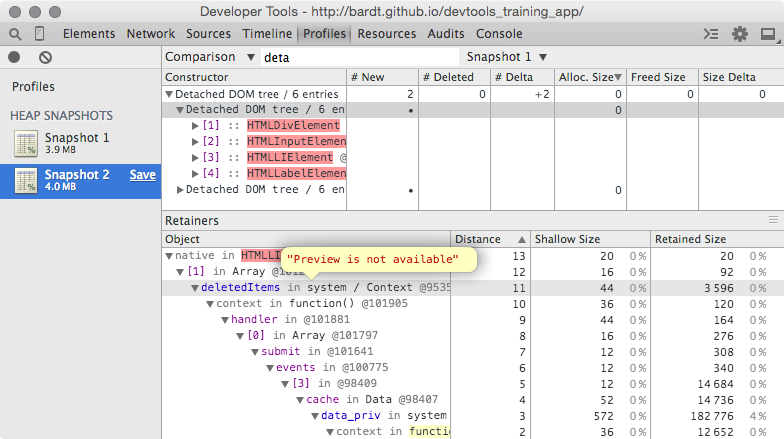 Developer Tools - http://bardt.github.io/devtools_training_app/
Elements Network Sources Timeline Profiles Resources Audits Console
Comparison ▼ deta Snapshot 1 ▼
Profiles
HEAP SNAPSHOTS
Snapshot 1
3.9 MB
Snapshot 2 Save
4.0 MB
Constructor # New # Deleted # Delta Alloc. Size▼ Freed Size Size Delta
▼Detached DOM tree / 6 entries 2 0 +2 0 0 0
▼Detached DOM tree / 6 en • 0
▶[1] :: HTMLDivElement
▶[2] :: HTMLInputElemen
▶[3] :: HTMLLIElement @
▶[4] :: HTMLLabelElemen
▶Detached DOM tree / 6 en • 0
Retainers
Object Distance ▲ Shallow Size Retained Size
▼native in HTMLLI 13 20 0% 20 0%
"Preview is not available"
▼[1] in Array 12 16 0% 92 0%
▼deletedItems in system / Context @9535 11 44 0% 3 596 0%
▼context in function() @101905 10 36 0% 120 0%
▼handler in @101881 9 44 0% 164 0%
▼[0] in Array @101797 8 16 0% 276 0%
▼submit in @101641 7 12 0% 308 0%
▼events in @100775 6 12 0% 340 0%
▼[3] in @98409 5 12 0% 14 684 0%
▼cache in Data @98407 4 52 0% 14 736 0%
▼data_priv in system 3 572 0% 182 776 4%
▼context in functi 2 36 0% 12 652 0%